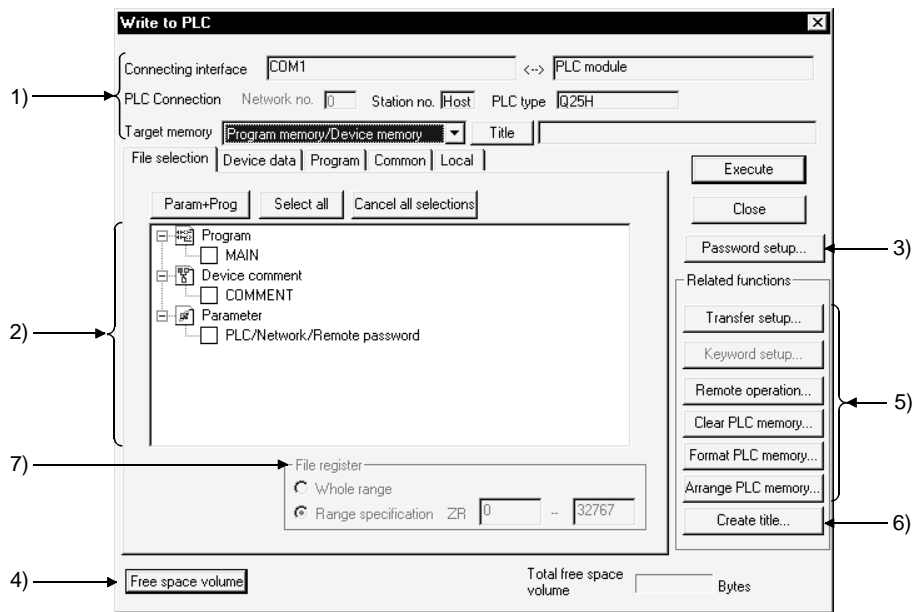 Write to PLC
1)
Connecting interface COM1 <--> PLC module
PLC Connection Network no. 0 Station no. Host PLC type Q25H
Target memory Program memory/Device memory Title
File selection Device data Program Common Local
Execute
Param+Prog Select all Cancel all selections
Close
2)
Program
MAIN
Device comment
COMMENT
Parameter
PLC/Network/Remote password
Password setup... 3)
Related functions
Transfer setup...
Keyword setup...
Remote operation...
5)
Clear PLC memory...
Format PLC memory...
Arrange PLC memory...
Create title... 6)
7)
File register
Whole range
Range specification ZR 0 -- 32767
4) Free space volume
Total free space
volume Bytes